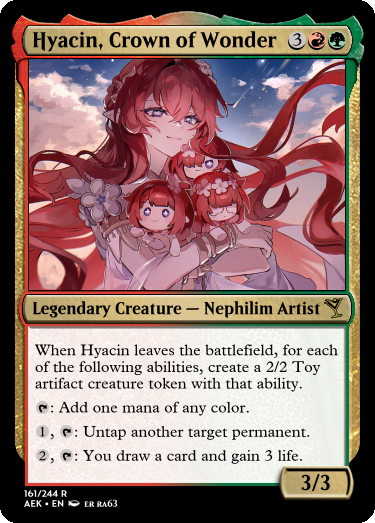 Hyacin, Crown of Wonder 3
Legendary Creature — Nephilim Artist
When Hyacin leaves the battlefield, for each
of the following abilities, create a 2/2 Toy
artifact creature token with that ability.
: Add one mana of any color.
1, : Untap another target permanent.
2, : You draw a card and gain 3 life.
3/3
161/244 R
AEK • EN ER RA63